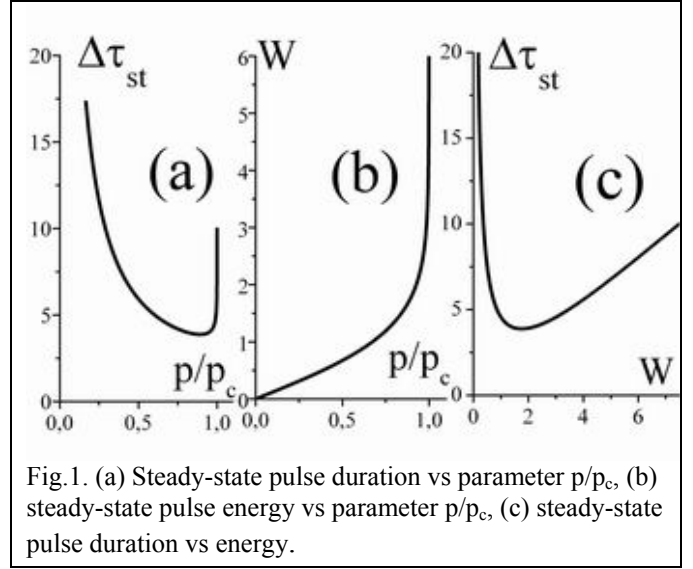 Δτst
20
15
10
5
0
0,0 0,5 1,0
(a)
p/pc
W
6
5
4
3
2
1
0
0,0 0,5 1,0
(b)
p/pc
Δτst
20
15
10
5
0
0 2 4 6
(c)
W
Fig.1. (a) Steady-state pulse duration vs parameter p/pc, (b)
steady-state pulse energy vs parameter p/pc, (c) steady-state
pulse duration vs energy.